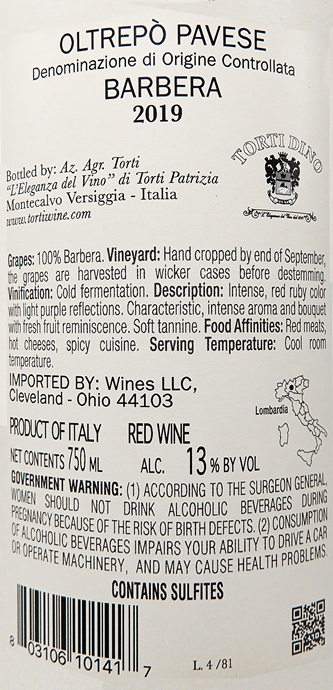 OLTREPÒ PAVESE
Denominazione di Origine Controllata
BARBERA
2019
TORTI DINO
Bottled by: Az. Agr. Torti
"L'Eleganza del Vino" di Torti Patrizia
Montecalvo Versiggia - Italia
www.tortiwine.com
Grapes: 100% Barbera. Vineyard: Hand cropped by end of September,
the grapes are harvested in wicker cases before destemming.
Vinification: Cold fermentation. Description: Intense, red ruby color
with light purple reflections. Characteristic, intense aroma and bouquet
with fresh fruit reminiscence. Soft tannine. Food Affinities: Red meats,
hot cheeses, spicy cuisine. Serving Temperature: Cool room
temperature.
IMPORTED BY: Wines LLC,
Cleveland - Ohio 44103
Lombardia
PRODUCT OF ITALY RED WINE
NET CONTENTS 750 ML ALC. 13 % BY VOL
GOVERNMENT WARNING: (1) ACCORDING TO THE SURGEON GENERAL,
WOMEN SHOULD NOT DRINK ALCOHOLIC BEVERAGES DURING
PREGNANCY BECAUSE OF THE RISK OF BIRTH DEFECTS. (2) CONSUMPTION
OF ALCOHOLIC BEVERAGES IMPAIRS YOUR ABILITY TO DRIVE A CAR
OR OPERATE MACHINERY, AND MAY CAUSE HEALTH PROBLEMS.
CONTAINS SULFITES
8 03106 10141 7
L. 4 /81